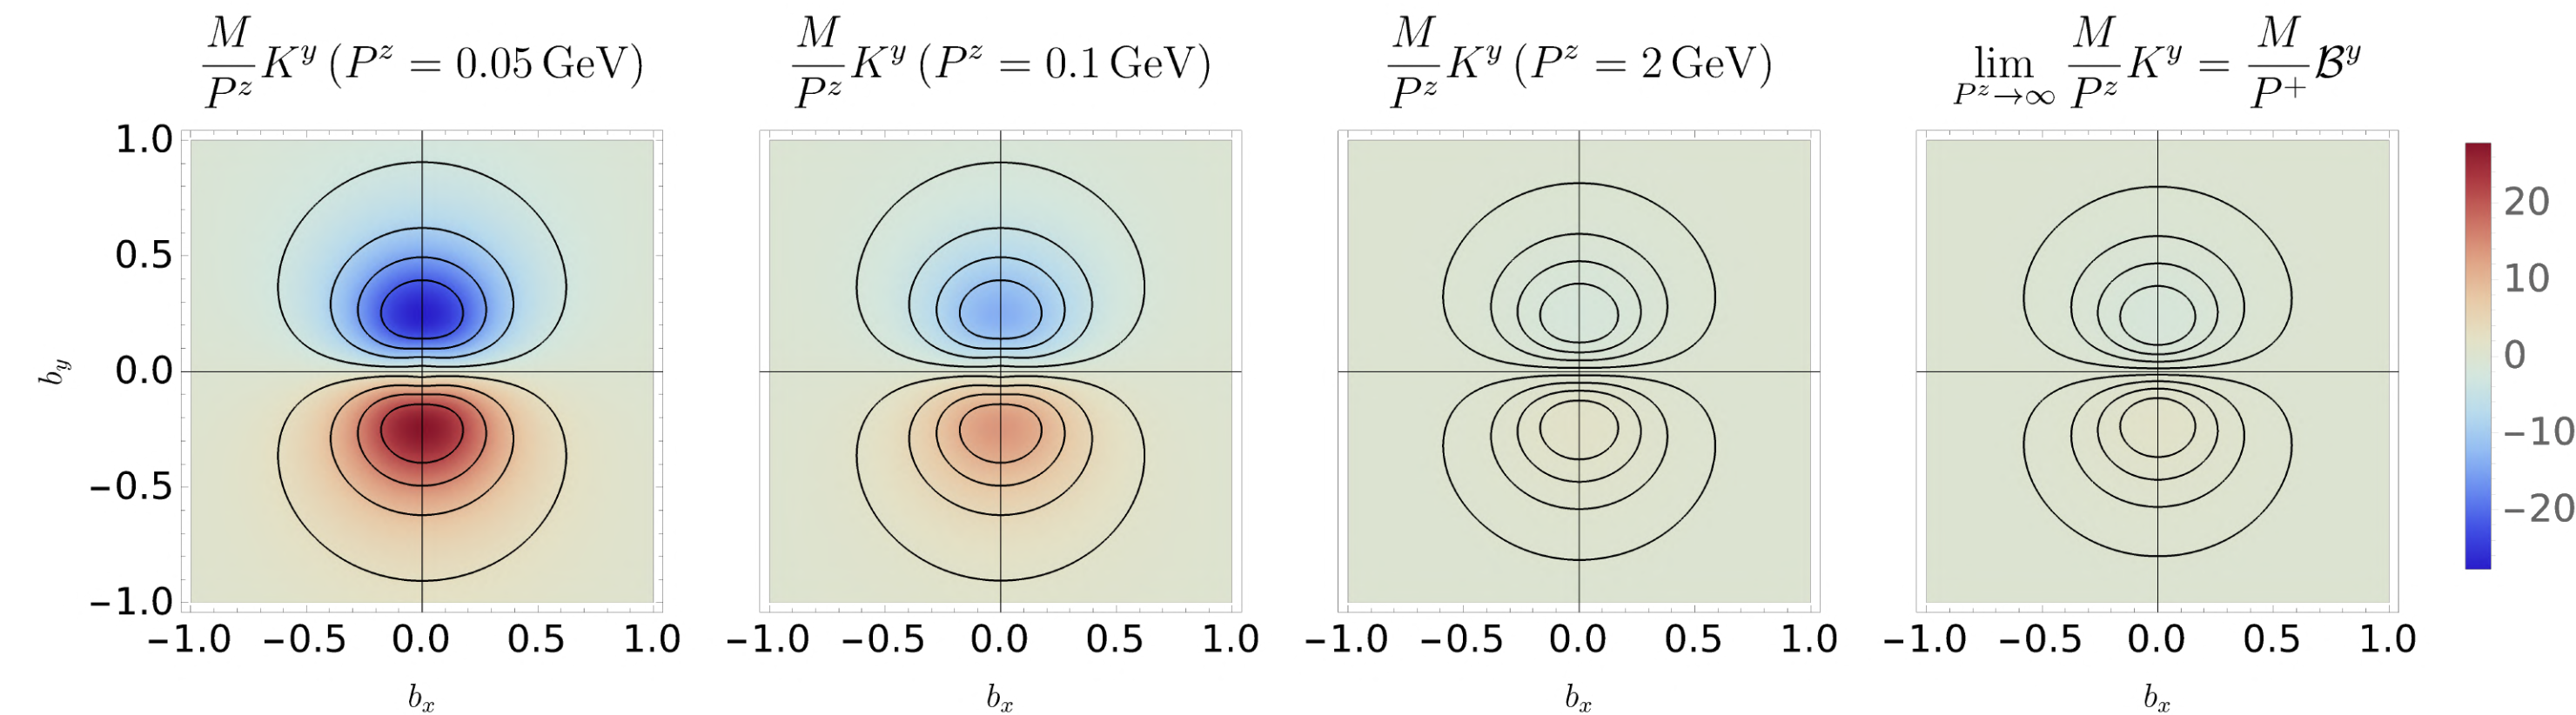 M/P^z K^y (P^z = 0.05 GeV) M/P^z K^y (P^z = 0.1 GeV) M/P^z K^y (P^z = 2 GeV) lim_{P^z→∞} M/P^z K^y = M/P^+ ℬ^y
1.0
0.5
0.0
−0.5
−1.0
b_y
−1.0 −0.5 0.0 0.5 1.0 −1.0 −0.5 0.0 0.5 1.0 −1.0 −0.5 0.0 0.5 1.0 −1.0 −0.5 0.0 0.5 1.0
b_x b_x b_x b_x
20
10
0
−10
−20